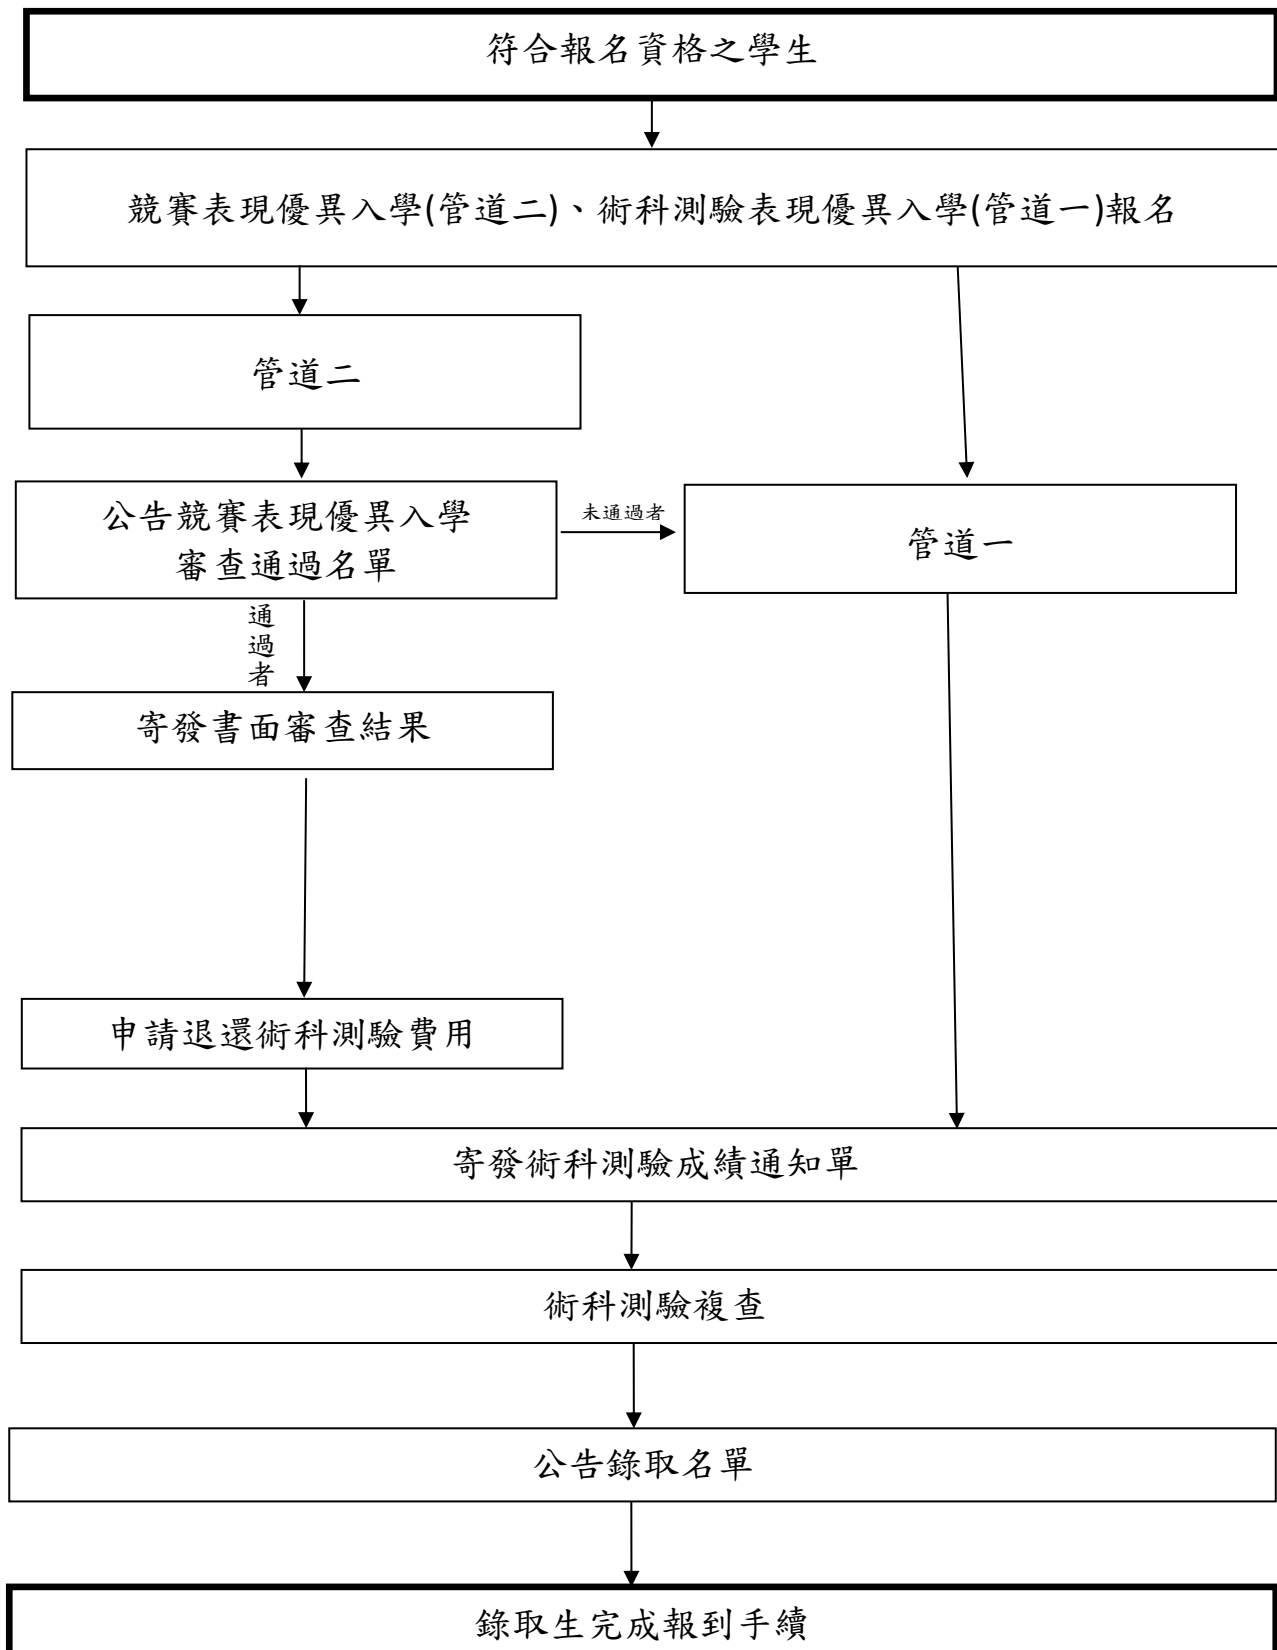 符合報名資格之學生
競賽表現優異入學(管道二)、術科測驗表現優異入學(管道一)報名
管道二
公告競賽表現優異入學
審查通過名單
未通過者
管道一
通過者
寄發書面審查結果
申請退還術科測驗費用
寄發術科測驗成績通知單
術科測驗複查
公告錄取名單
錄取生完成報到手續